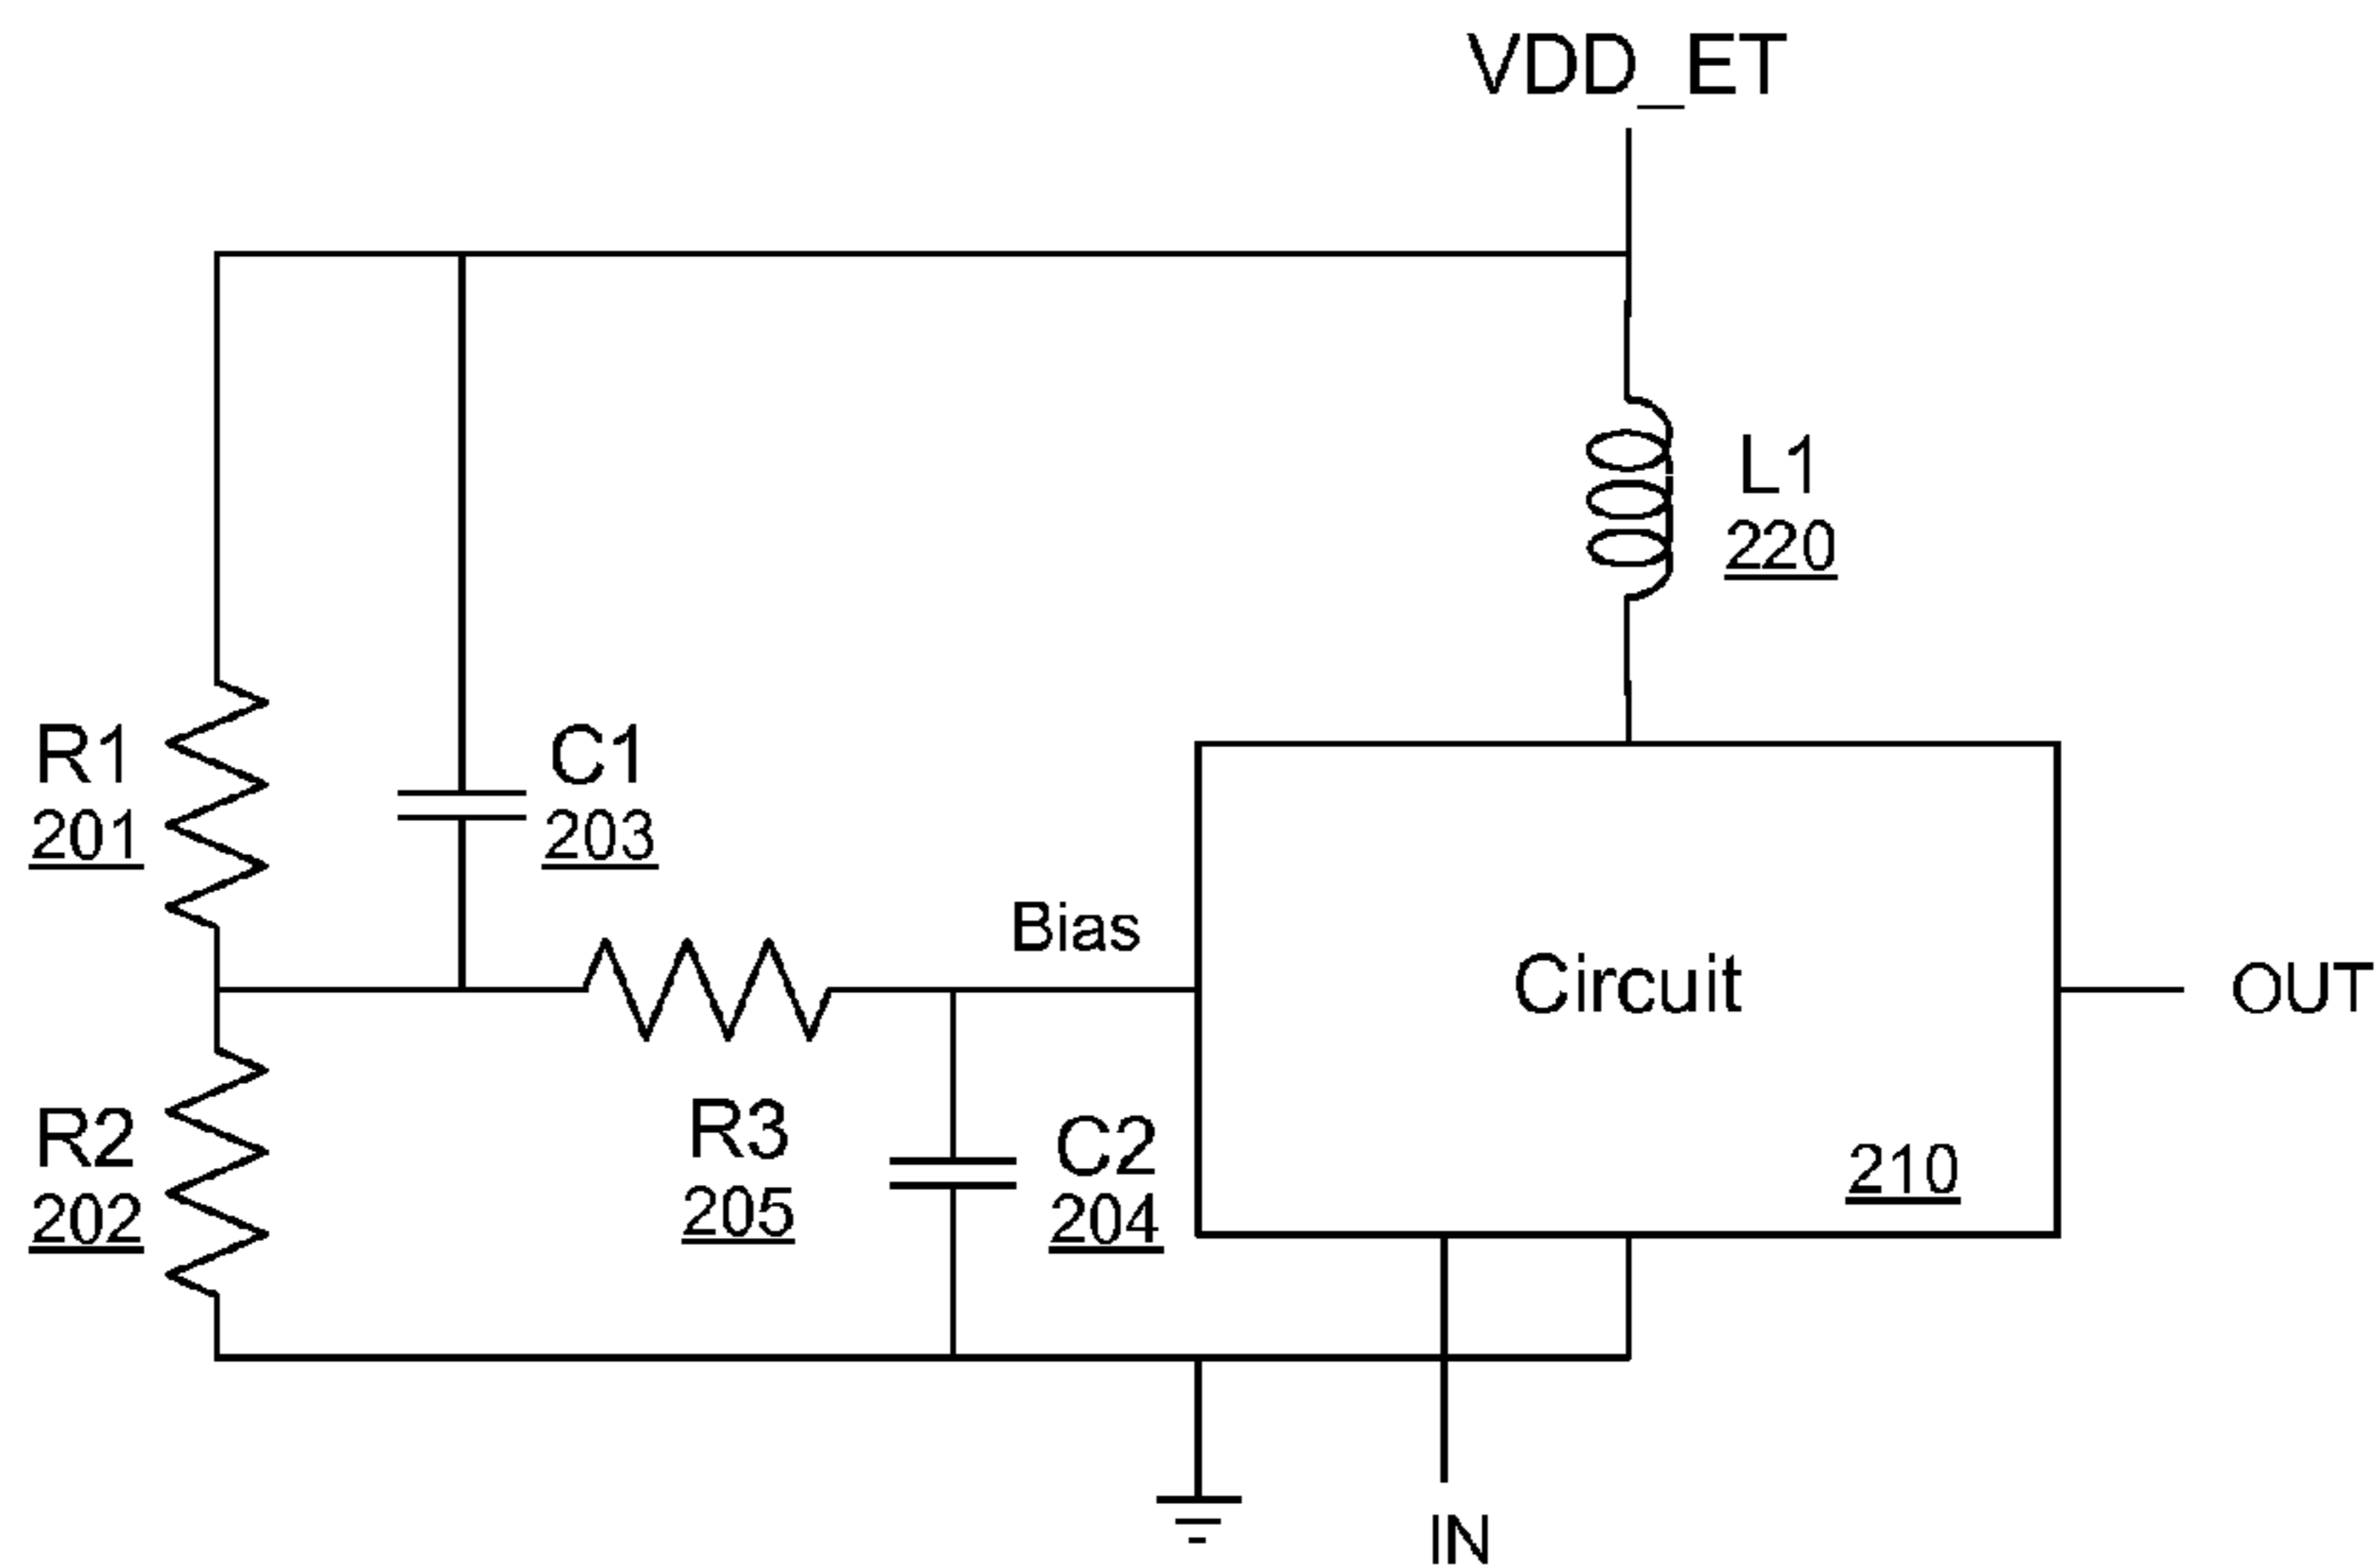 VDD_ET
L1
220
R1
201
C1
203
Bias
Circuit
OUT
R2
202
R3
205
C2
204
210
IN